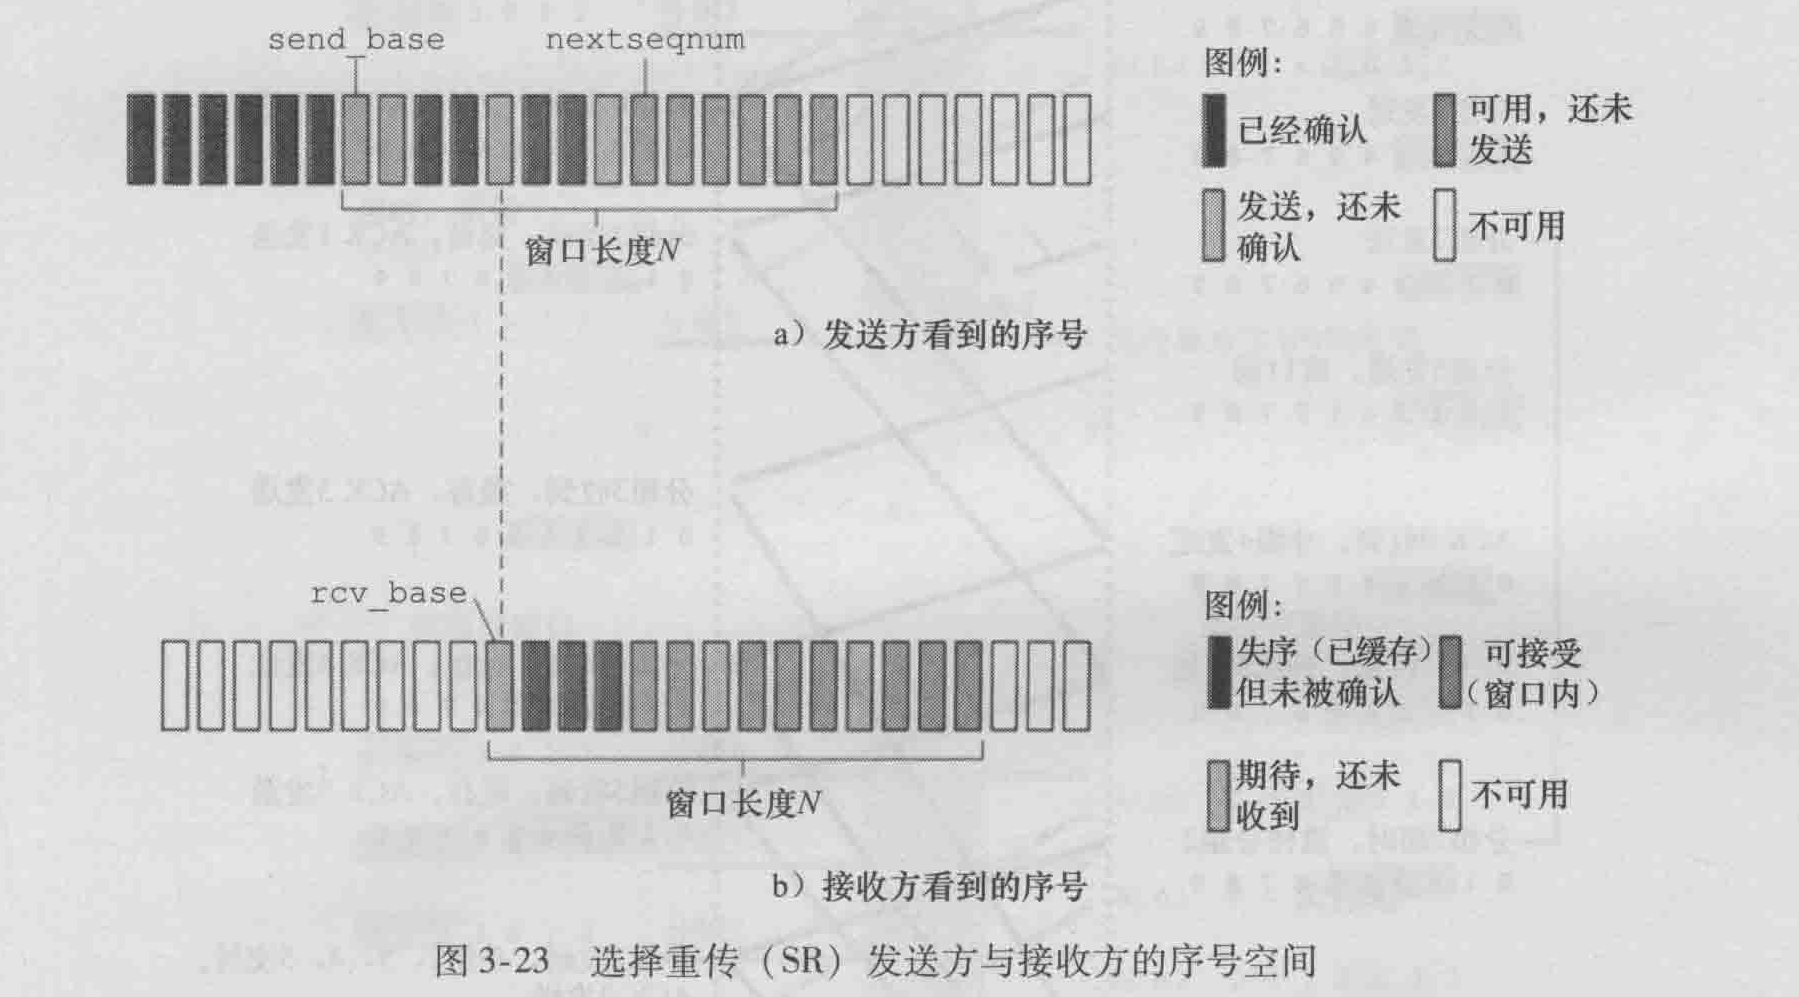 send_base
nextseqnum
窗口长度N
图例:
已经确认
可用，还未
发送
发送，还未
确认
不可用
a）发送方看到的序号
rcv_base
窗口长度N
图例:
失序（已缓存）
但未被确认
可接受
（窗口内）
期待，还未
收到
不可用
b）接收方看到的序号
图 3-23 选择重传（SR）发送方与接收方的序号空间